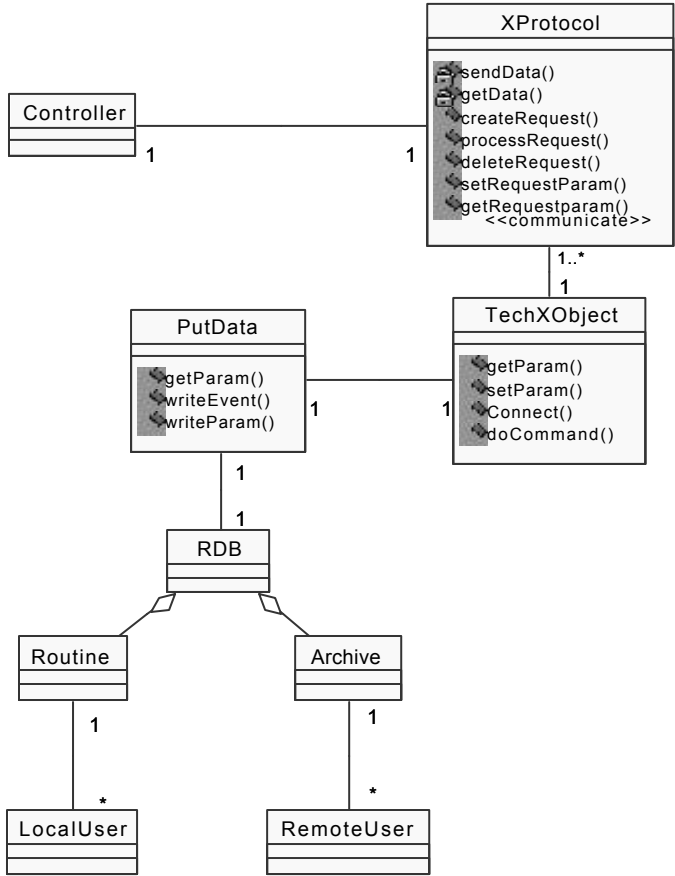 XProtocol
sendData()
getData()
createRequest()
processRequest()
deleteRequest()
setRequestParam()
getRequestparam()
<<communicate>>
Controller
1
1
1..*
1
TechXObject
getParam()
setParam()
Connect()
doCommand()
PutData
getParam()
writeEvent()
writeParam()
1
1
1
1
RDB
Routine
Archive
1
1
*
*
LocalUser
RemoteUser